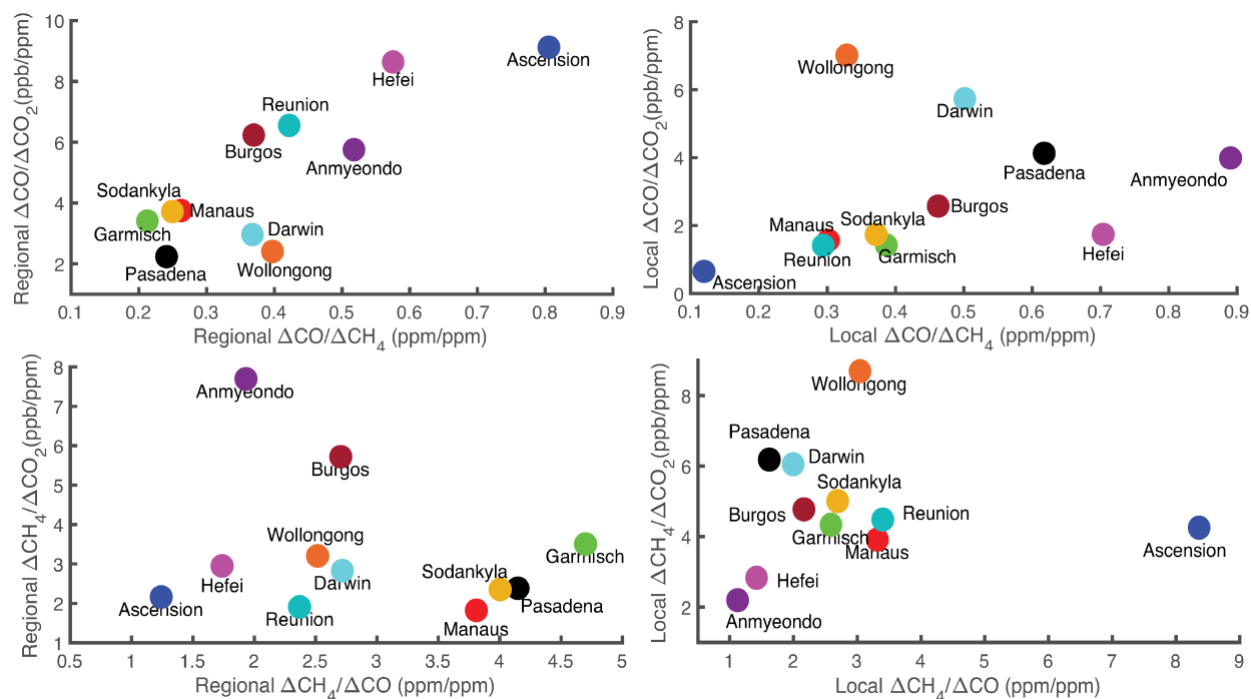 Regional ΔCO/ΔCO₂(ppb/ppm)
10
8
6
4
2
Ascension
Hefei
Reunion
Burgos
Anmyeondo
Sodankyla
Manaus
Garmisch
Darwin
Pasadena
Wollongong
0.1 0.2 0.3 0.4 0.5 0.6 0.7 0.8 0.9
Regional ΔCO/ΔCH₄ (ppm/ppm)
Local ΔCO/ΔCO₂(ppb/ppm)
8
6
4
2
0
Wollongong
Darwin
Pasadena
Anmyeondo
Burgos
Manaus
Sodankyla
Reunion
Garmisch
Hefei
Ascension
0.1 0.2 0.3 0.4 0.5 0.6 0.7 0.8 0.9
Local ΔCO/ΔCH₄ (ppm/ppm)
Regional ΔCH₄/ΔCO₂(ppb/ppm)
8
7
6
5
4
3
2
1
Anmyeondo
Burgos
Wollongong
Garmisch
Hefei
Darwin
Sodankyla
Ascension
Reunion
Pasadena
Manaus
0.5 1 1.5 2 2.5 3 3.5 4 4.5 5
Regional ΔCH₄/ΔCO (ppm/ppm)
Local ΔCH₄/ΔCO₂(ppb/ppm)
8
6
4
2
Wollongong
Pasadena
Darwin
Sodankyla
Burgos
Reunion
Garmisch
Manaus
Ascension
Hefei
Anmyeondo
1 2 3 4 5 6 7 8 9
Local ΔCH₄/ΔCO (ppm/ppm)